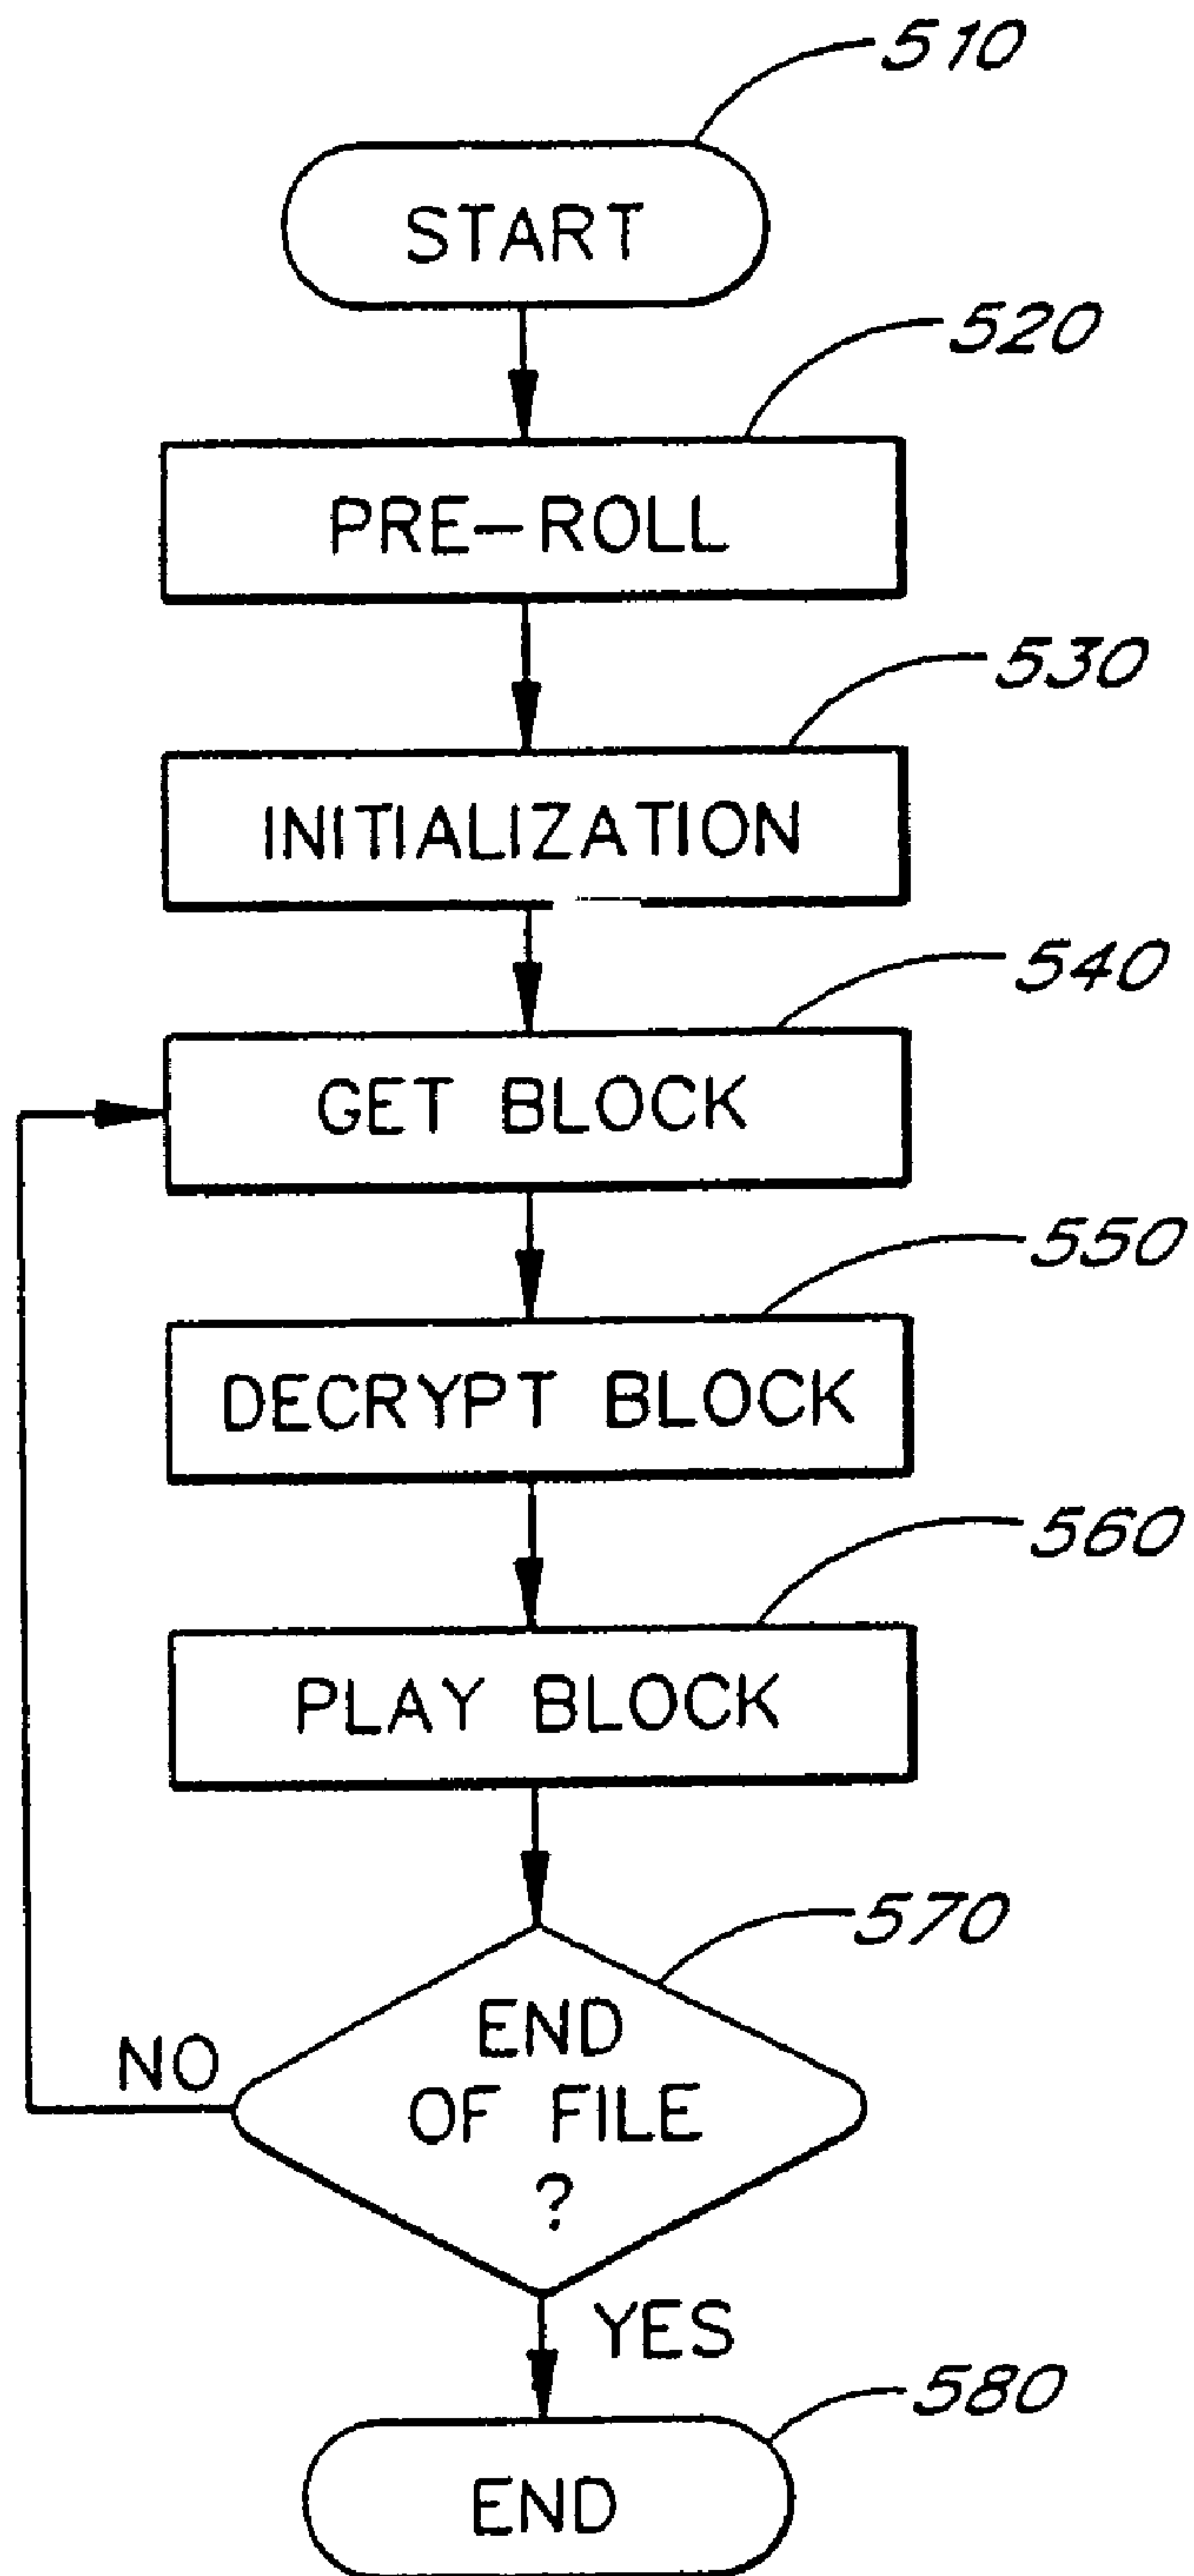 510
START
520
PRE-ROLL
530
INITIALIZATION
540
GET BLOCK
550
DECRYPT BLOCK
560
PLAY BLOCK
570
END
OF FILE
?
NO
YES
580
END